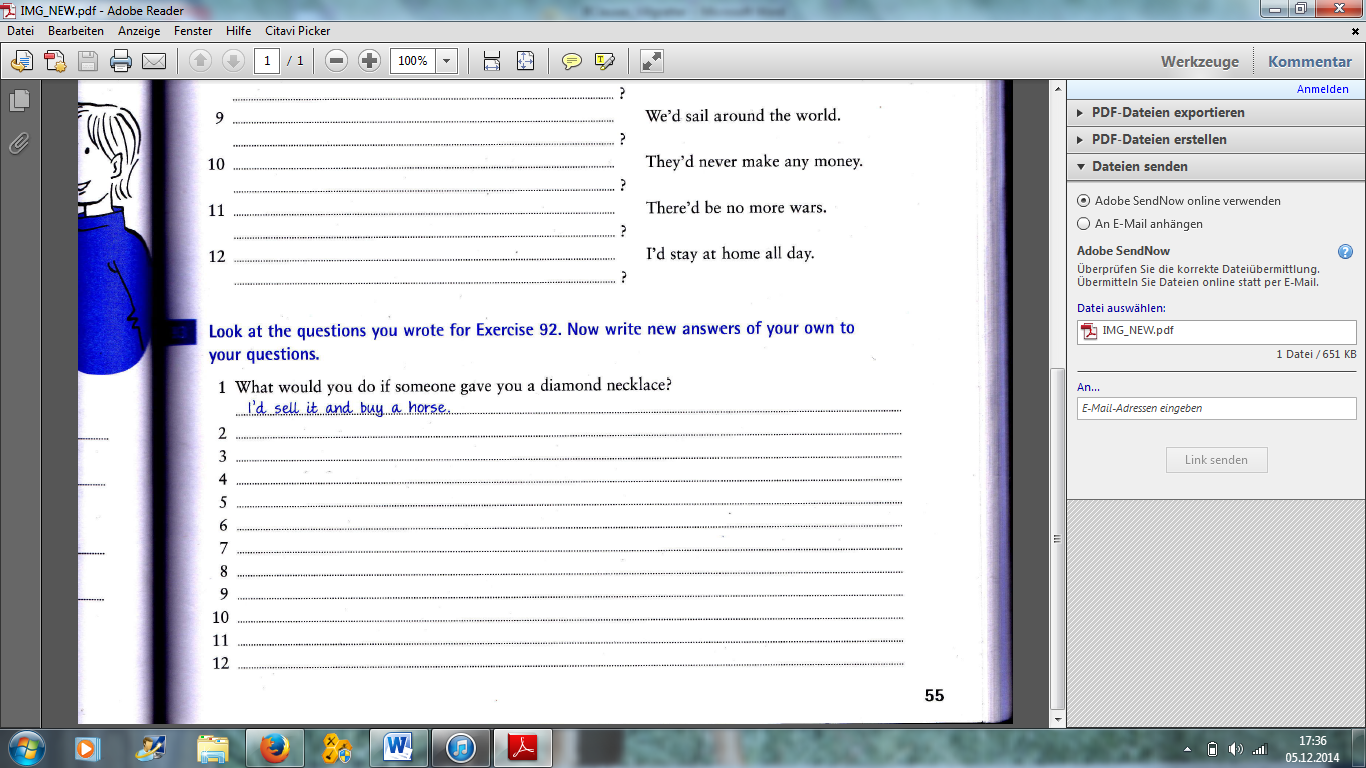 IMG_NEW.pdf - Adobe Reader
Datei Bearbeiten Anzeige Fenster Hilfe Citavi Picker
1 / 1 100% Werkzeuge Kommentar
Anmelden
PDF-Dateien exportieren
PDF-Dateien erstellen
Dateien senden
Adobe SendNow online verwenden
An E-Mail anhängen
Adobe SendNow
Überprüfen Sie die korrekte Dateiübermittlung.
Übermitteln Sie Dateien online statt per E-Mail.
Datei auswählen:
IMG_NEW.pdf
1 Datei / 651 KB
An...
E-Mail-Adressen eingeben
Link senden
?
9 We'd sail around the world.
?
10 They'd never make any money.
?
11 There'd be no more wars.
?
12 I'd stay at home all day.
?
Look at the questions you wrote for Exercise 92. Now write new answers of your own to
your questions.
1 What would you do if someone gave you a diamond necklace?
I'd sell it and buy a horse.
2
3
4
5
6
7
8
9
10
11
12
55
17:36
05.12.2014